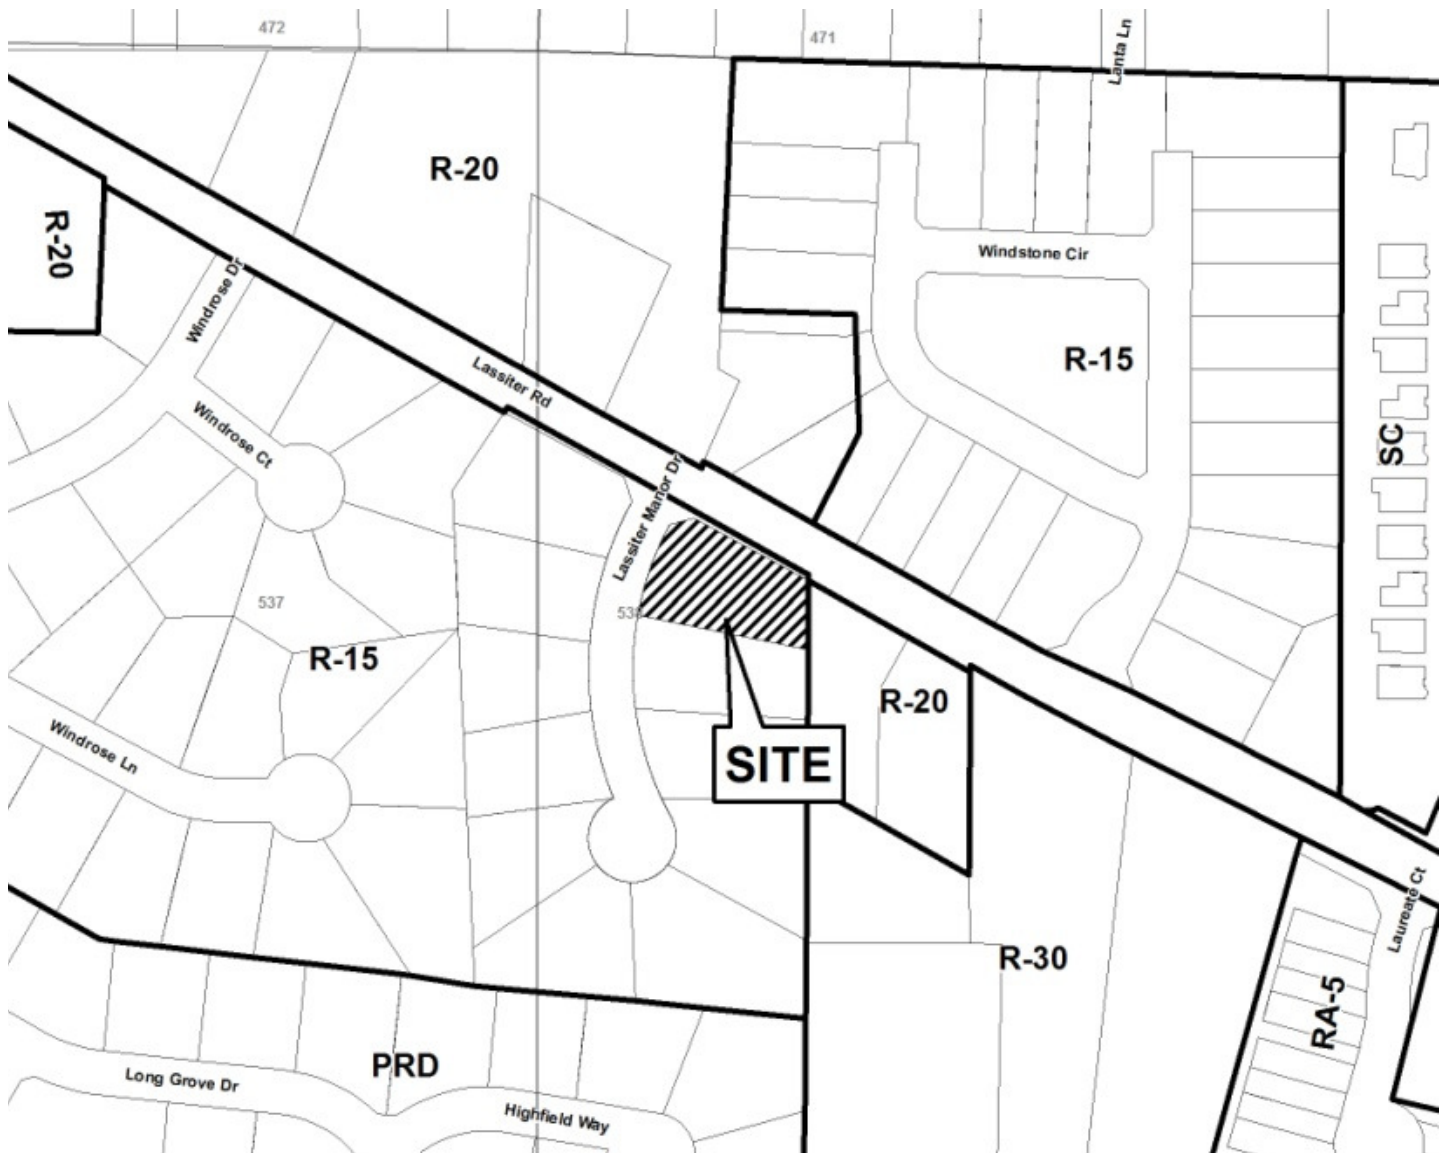 472
471
Lanta Ln
R-20
R-20
Windrose Dr
Windstone Cir
R-15
Lassiter Rd
Windrose Ct
SC
Lassiter Manor Dr
537
538
R-15
R-20
Windrose Ln
SITE
R-30
Laureate Ct
RA-5
PRD
Long Grove Dr
Highfield Way